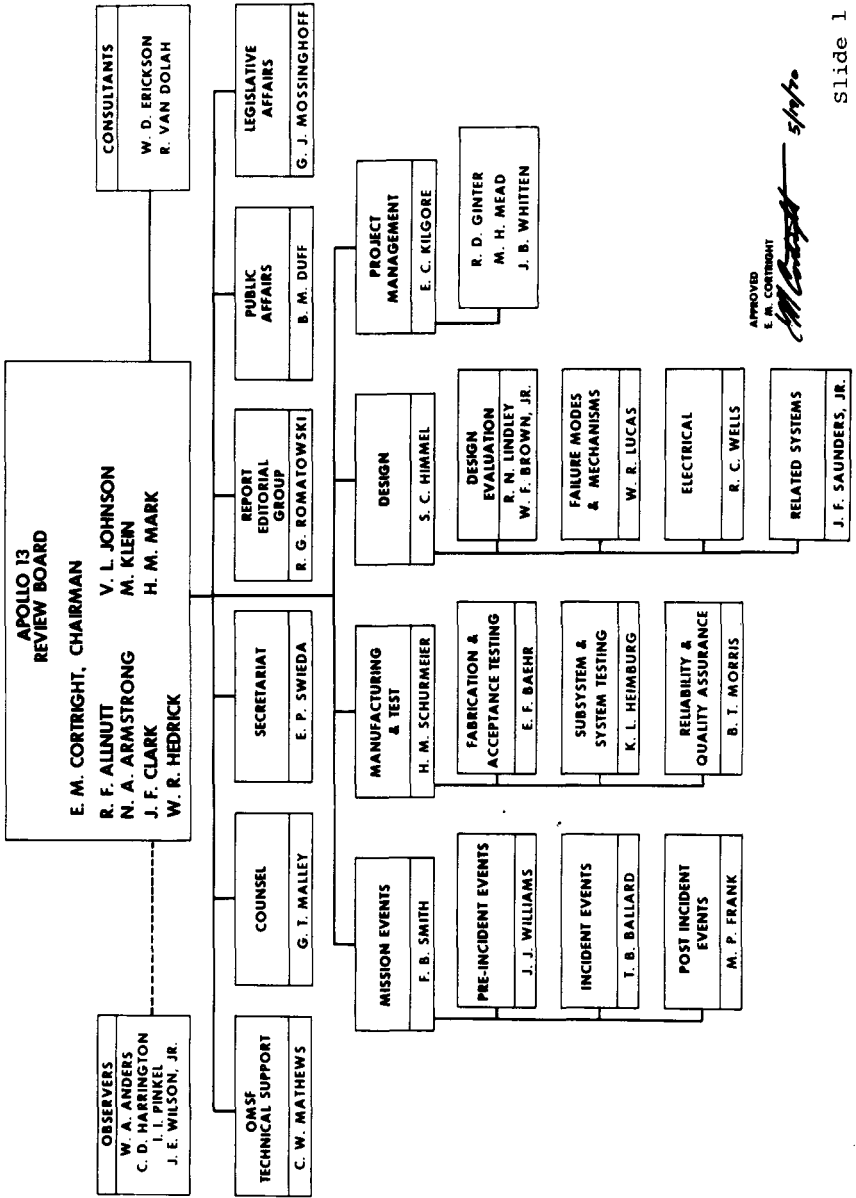 APOLLO 13
REVIEW BOARD
E. M. CORTRIGHT, CHAIRMAN
R. F. ALLNUTT
V. L. JOHNSON
N. A. ARMSTRONG
M. KLEIN
J. F. CLARK
H. M. MARK
W. R. HEDRICK
OBSERVERS
W. A. ANDERS
C. D. HARRINGTON
I. I. PINKEL
J. E. WILSON, JR.
CONSULTANTS
W. D. ERICKSON
R. VAN DOLAH
OMSF
TECHNICAL SUPPORT
C. W. MATHEWS
COUNSEL
G. T. MALLEY
SECRETARIAT
E. P. SWIEDA
REPORT
EDITORIAL
GROUP
R. G. ROMATOWSKI
PUBLIC
AFFAIRS
B. M. DUFF
LEGISLATIVE
AFFAIRS
G. J. MOSSINGHOFF
MISSION EVENTS
F. B. SMITH
PRE-INCIDENT EVENTS
J. J. WILLIAMS
INCIDENT EVENTS
T. B. BALLARD
POST INCIDENT
EVENTS
M. P. FRANK
MANUFACTURING
& TEST
H. M. SCHURMEIER
FABRICATION &
ACCEPTANCE TESTING
E. F. BAEHR
SUBSYSTEM &
SYSTEM TESTING
K. L. HEIMBURG
RELIABILITY &
QUALITY ASSURANCE
B. T. MORRIS
DESIGN
S. C. HIMMEL
DESIGN
EVALUATION
R. N. LINDLEY
W. F. BROWN, JR.
FAILURE MODES
& MECHANISMS
W. R. LUCAS
ELECTRICAL
R. C. WELLS
RELATED SYSTEMS
J. F. SAUNDERS, JR.
PROJECT
MANAGEMENT
E. C. KILGORE
R. D. GINTER
M. H. MEAD
J. B. WHITTEN
APPROVED
E. M. CORTRIGHT
EM Cortright
Slide 1